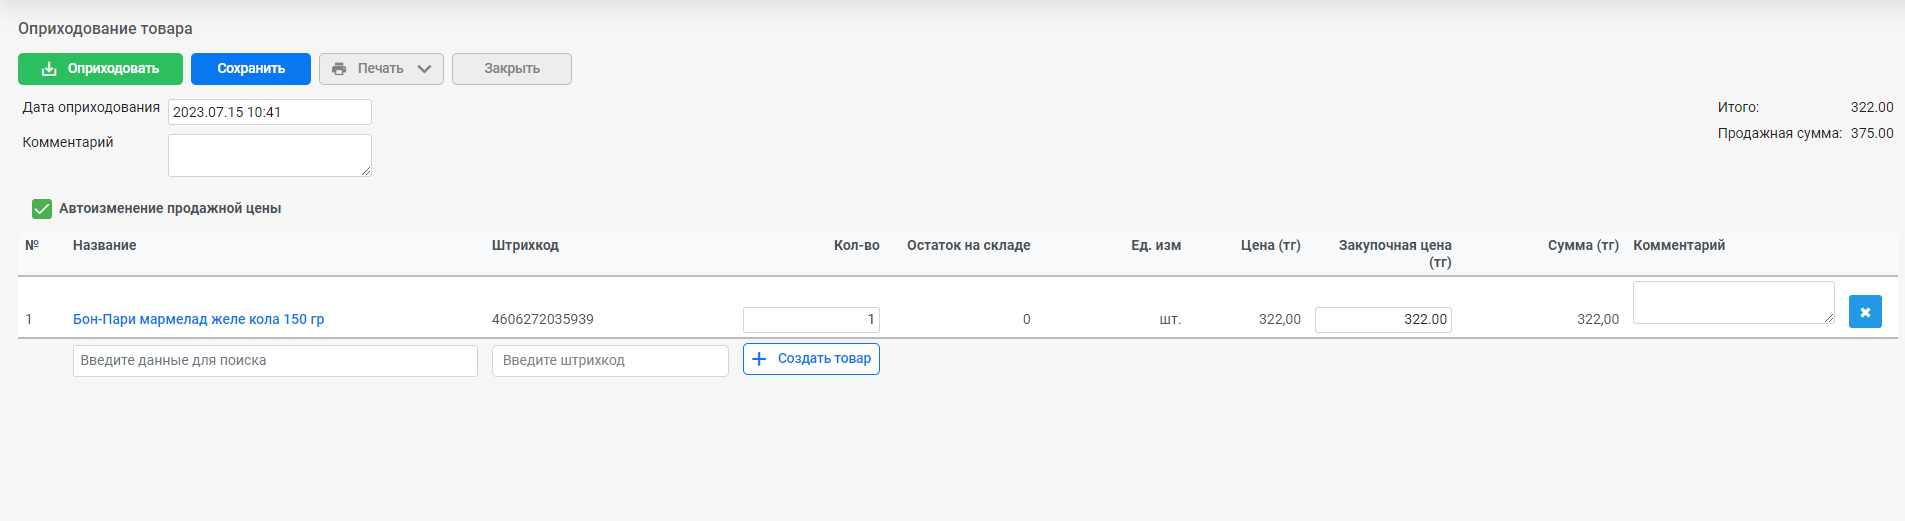 Оприходование товара
Оприходовать Сохранить Печать Закрыть
Дата оприходования 2023.07.15 10:41 Итого: 322.00
Комментарий Продажная сумма: 375.00
Автоизменение продажной цены
№ Название Штрихкод Кол-во Остаток на складе Ед. изм Цена (тг) Закупочная цена (тг) Сумма (тг) Комментарий
1 Бон-Пари мармелад желе кола 150 гр 4606272035939 1 0 шт. 322,00 322.00 322,00
Введите данные для поиска Введите штрихкод Создать товар